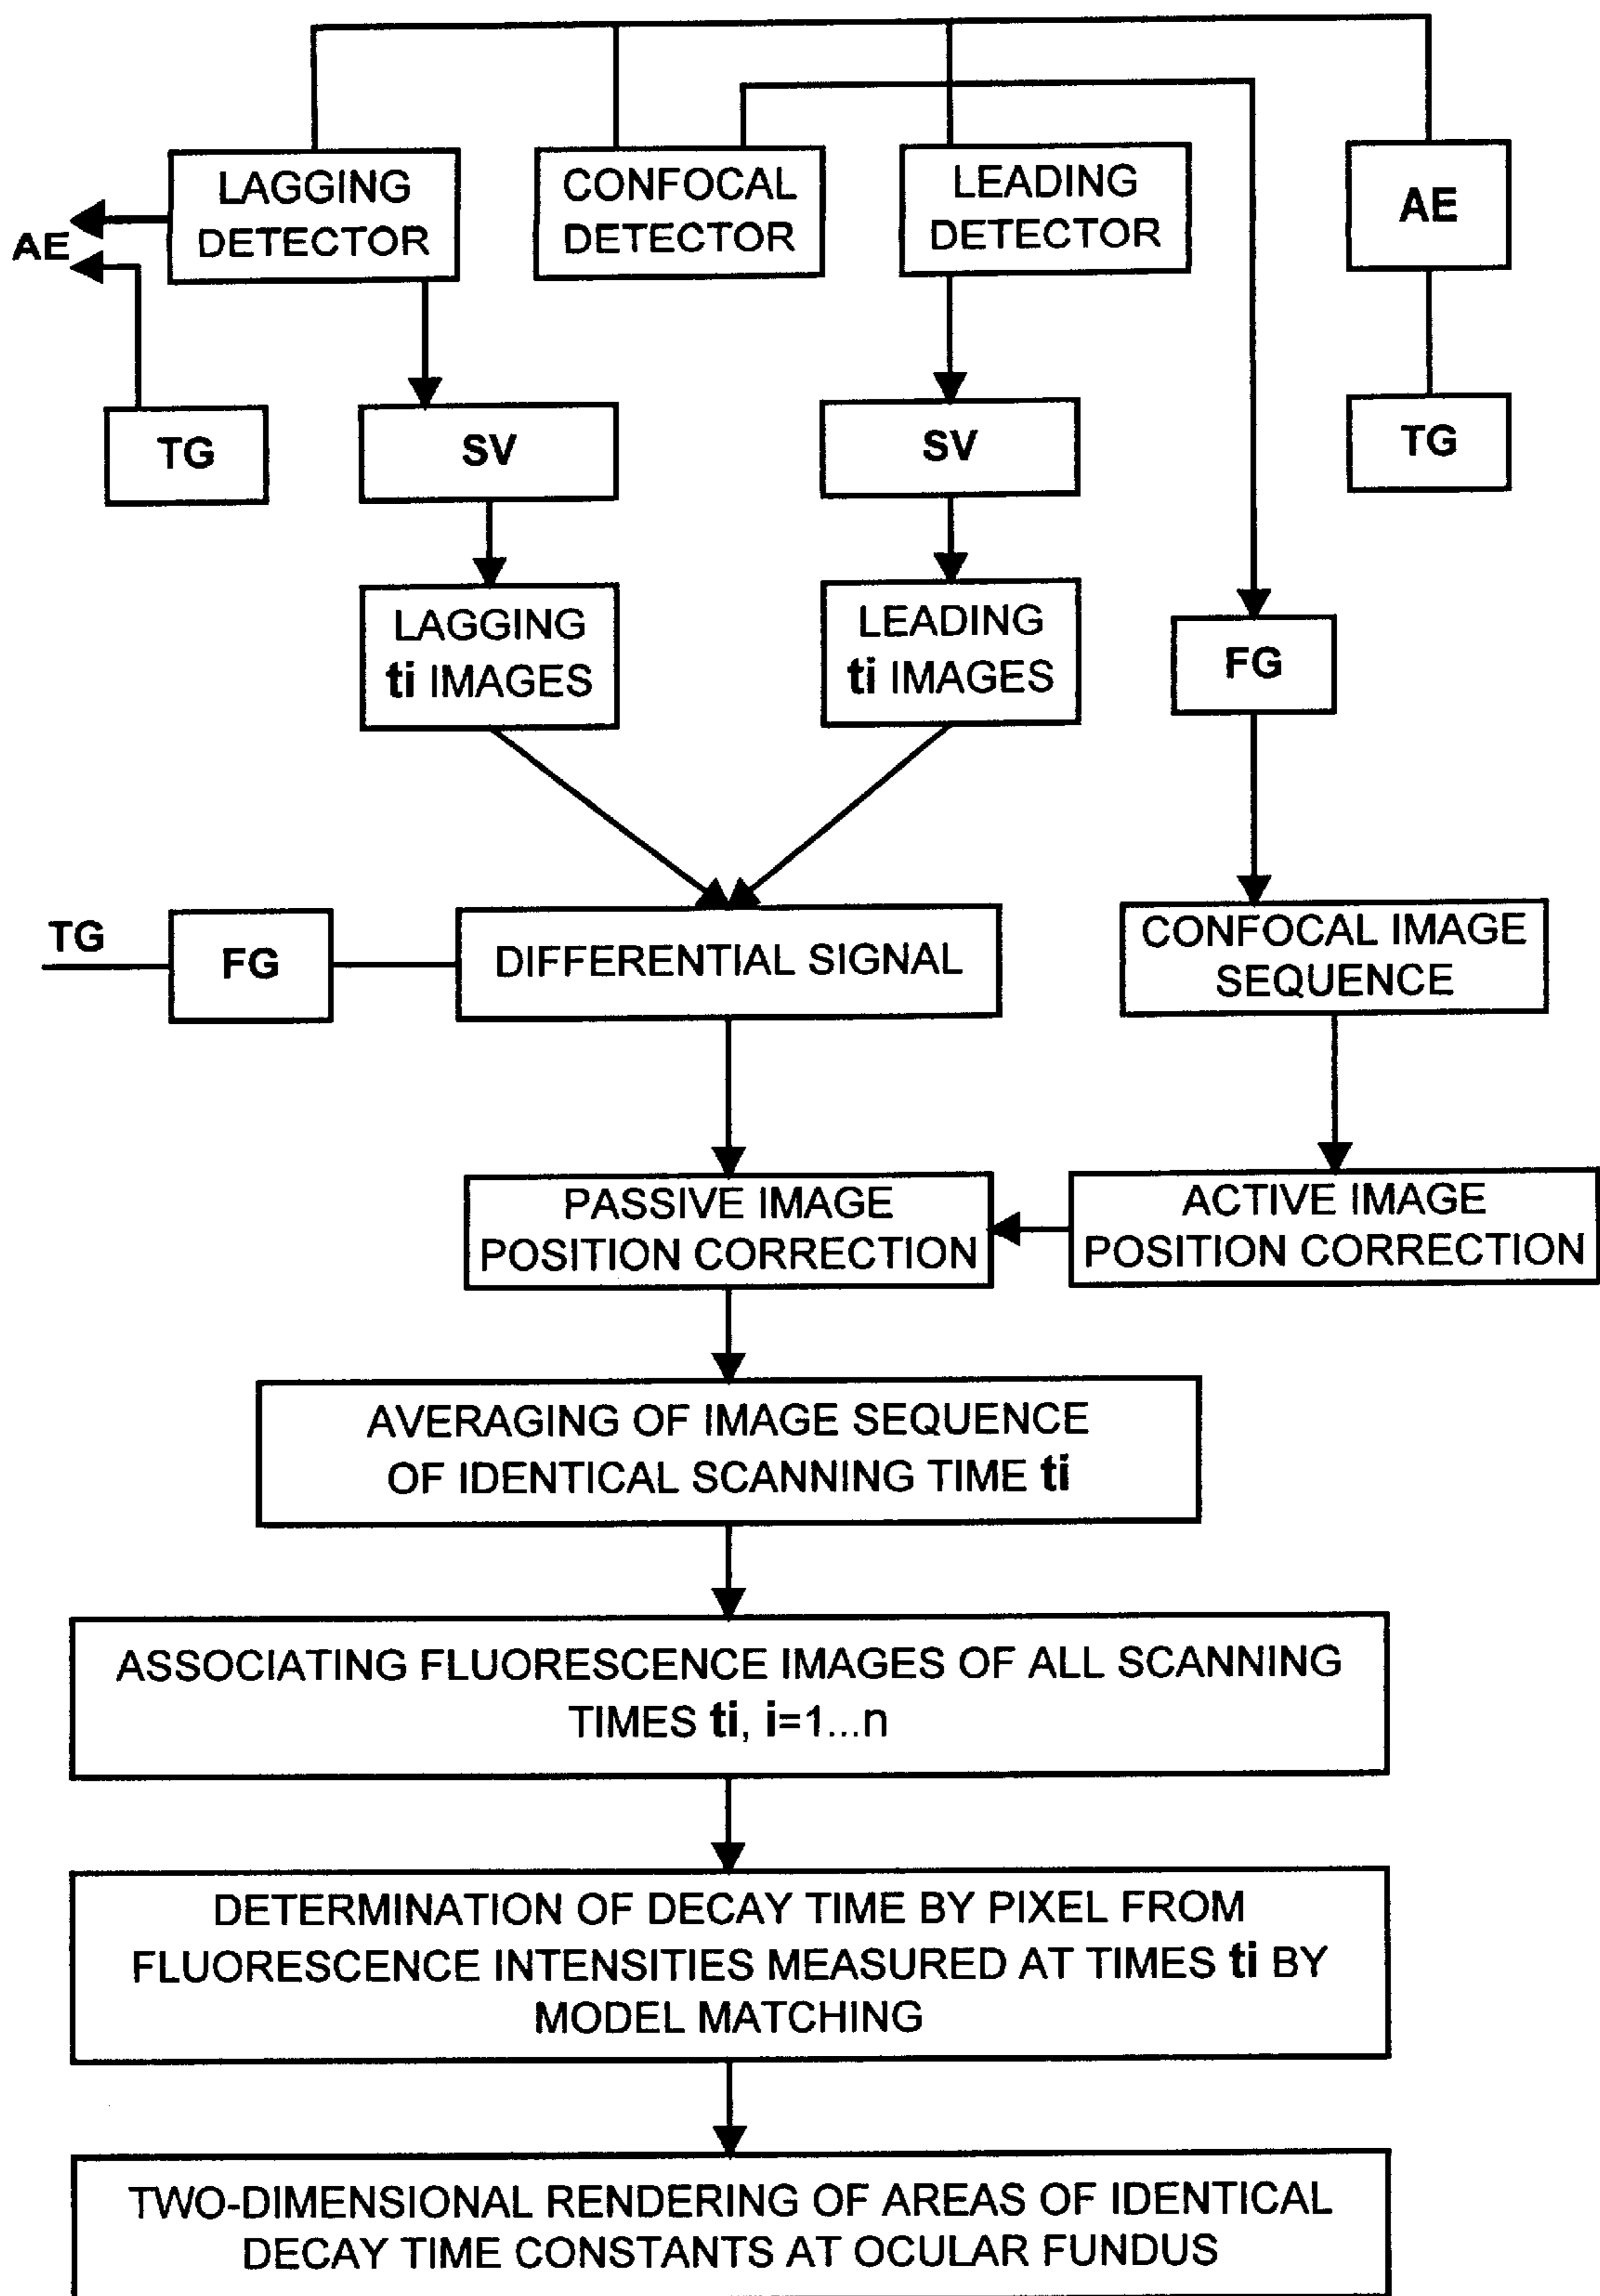 LAGGING
DETECTOR
CONFOCAL
DETECTOR
LEADING
DETECTOR
AE
AE
TG
SV
SV
TG
LAGGING
ti IMAGES
LEADING
ti IMAGES
FG
TG
FG
DIFFERENTIAL SIGNAL
CONFOCAL IMAGE
SEQUENCE
PASSIVE IMAGE
POSITION CORRECTION
ACTIVE IMAGE
POSITION CORRECTION
AVERAGING OF IMAGE SEQUENCE
OF IDENTICAL SCANNING TIME ti
ASSOCIATING FLUORESCENCE IMAGES OF ALL SCANNING
TIMES ti, i=1...n
DETERMINATION OF DECAY TIME BY PIXEL FROM
FLUORESCENCE INTENSITIES MEASURED AT TIMES ti BY
MODEL MATCHING
TWO-DIMENSIONAL RENDERING OF AREAS OF IDENTICAL
DECAY TIME CONSTANTS AT OCULAR FUNDUS